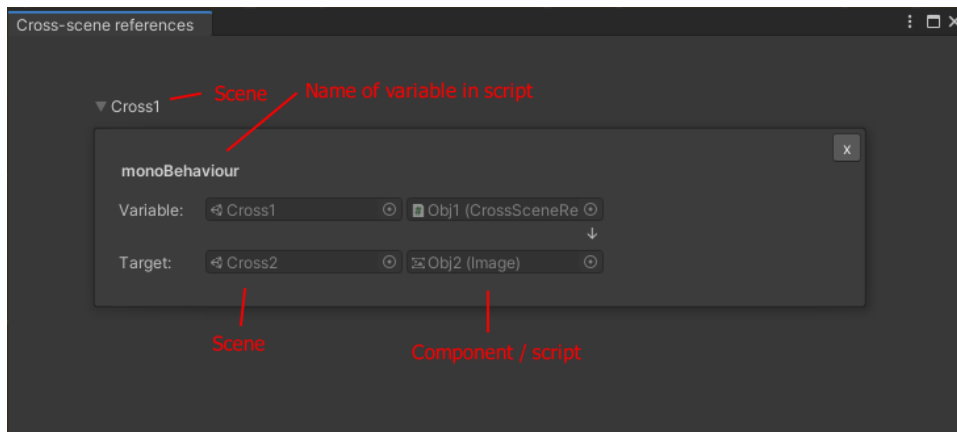 Cross-scene references
Scene
Name of variable in script
Cross1
x
monoBehaviour
Variable: Cross1 Obj1 (CrossSceneRe
Target: Cross2 Obj2 (Image)
Scene
Component / script